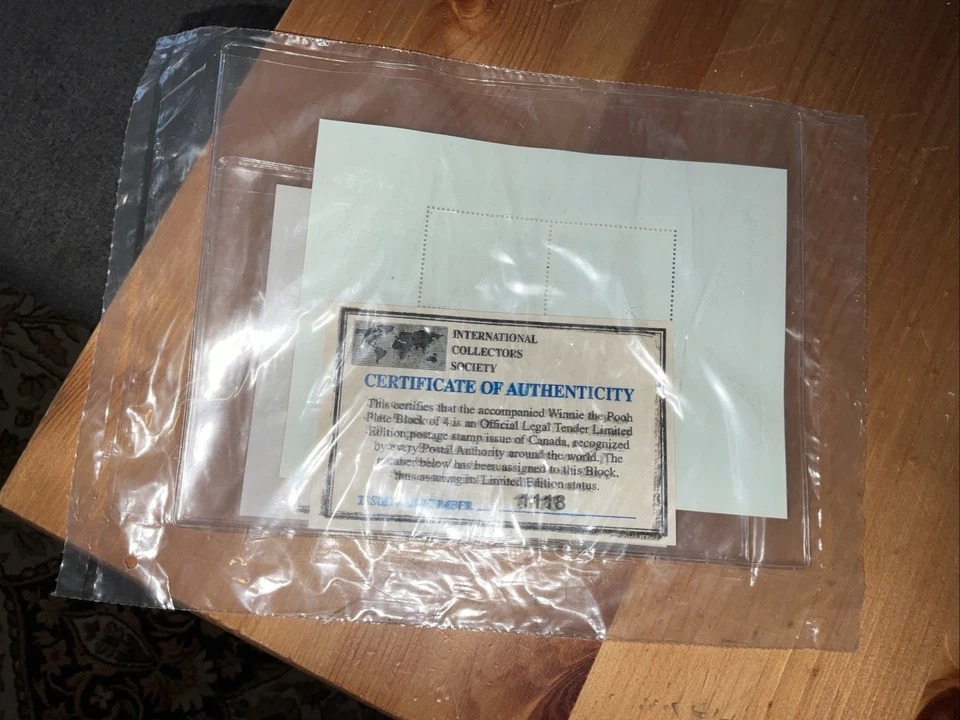 INTERNATIONAL
COLLECTORS
SOCIETY
CERTIFICATE OF AUTHENTICITY
This certifies that the accompanied Winnie the Pooh
Plate Block of 4 is an Official Legal Tender Limited
Edition postage stamp issue of Canada, recognized
by every Postal Authority around the world. The
number below has been assigned to this Block,
thus assuring its Limited Edition status.
NUMBER 1118